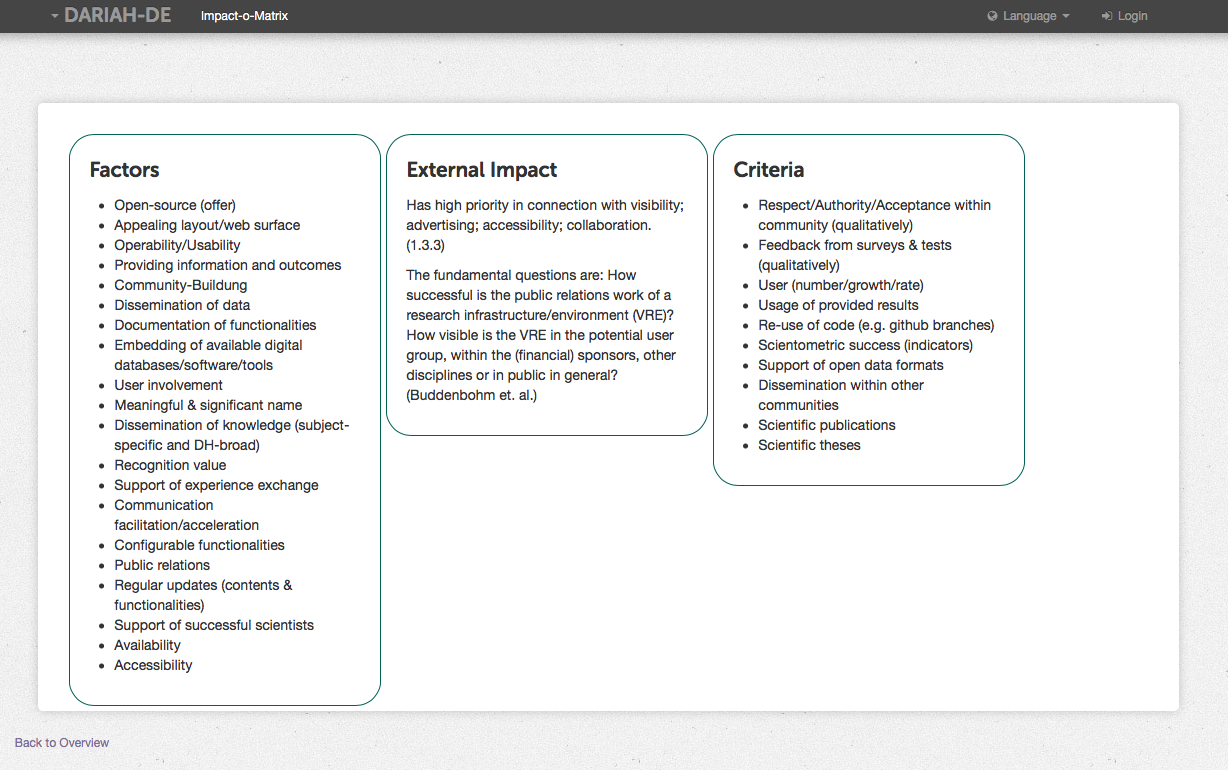 DARIAH-DE
Impact-o-Matrix
Language
Login
Factors
Open-source (offer)
Appealing layout/web surface
Operability/Usability
Providing information and outcomes
Community-Buildung
Dissemination of data
Documentation of functionalities
Embedding of available digital
databases/software/tools
User involvement
Meaningful & significant name
Dissemination of knowledge (subject-
specific and DH-broad)
Recognition value
Support of experience exchange
Communication
facilitation/acceleration
Configurable functionalities
Public relations
Regular updates (contents &
functionalities)
Support of successful scientists
Availability
Accessibility
External Impact
Has high priority in connection with visibility;
advertising; accessibility; collaboration.
(1.3.3)
The fundamental questions are: How
successful is the public relations work of a
research infrastructure/environment (VRE)?
How visible is the VRE in the potential user
group, within the (financial) sponsors, other
disciplines or in public in general?
(Buddenbohm et. al.)
Criteria
Respect/Authority/Acceptance within
community (qualitatively)
Feedback from surveys & tests
(qualitatively)
User (number/growth/rate)
Usage of provided results
Re-use of code (e.g. github branches)
Scientometric success (indicators)
Support of open data formats
Dissemination within other
communities
Scientific publications
Scientific theses
Back to Overview